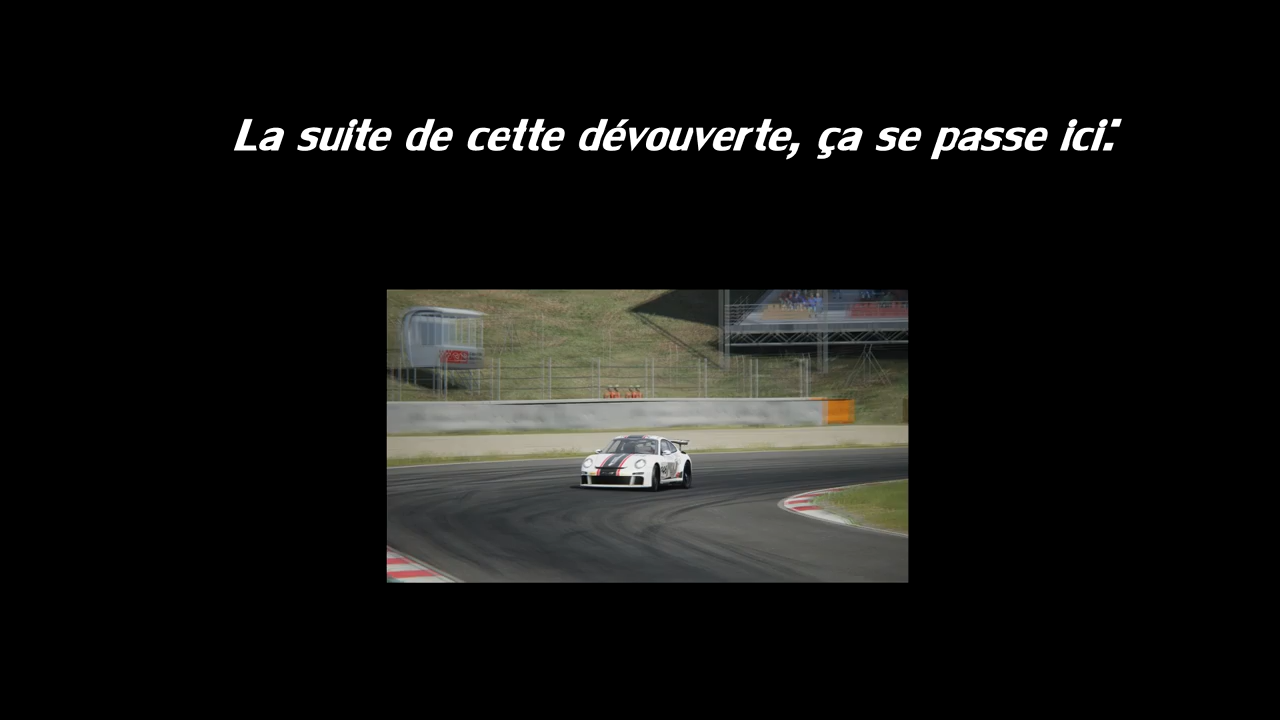 La suite de cette dévouverte, ça se passe ici: